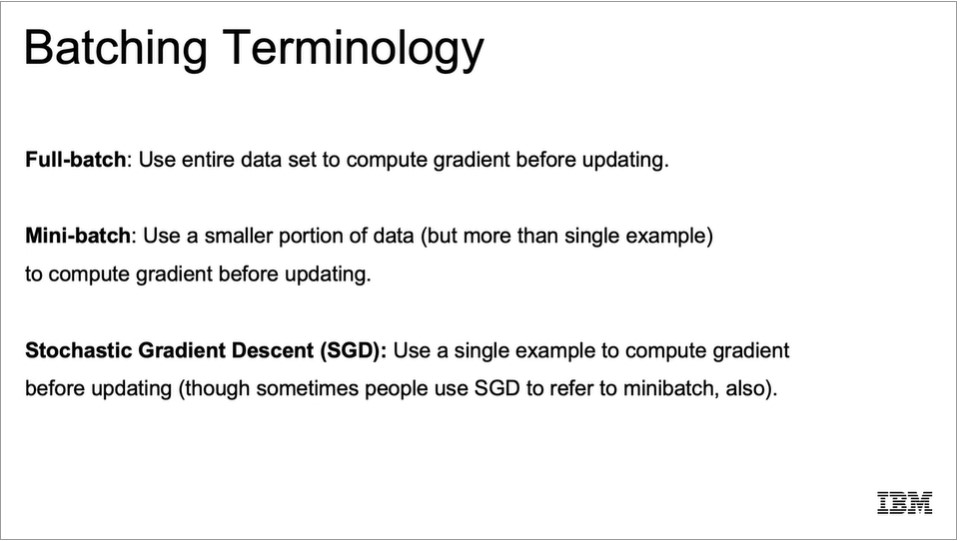 Batching Terminology
Full-batch: Use entire data set to compute gradient before updating.
Mini-batch: Use a smaller portion of data (but more than single example)
to compute gradient before updating.
Stochastic Gradient Descent (SGD): Use a single example to compute gradient
before updating (though sometimes people use SGD to refer to minibatch, also).
IBM